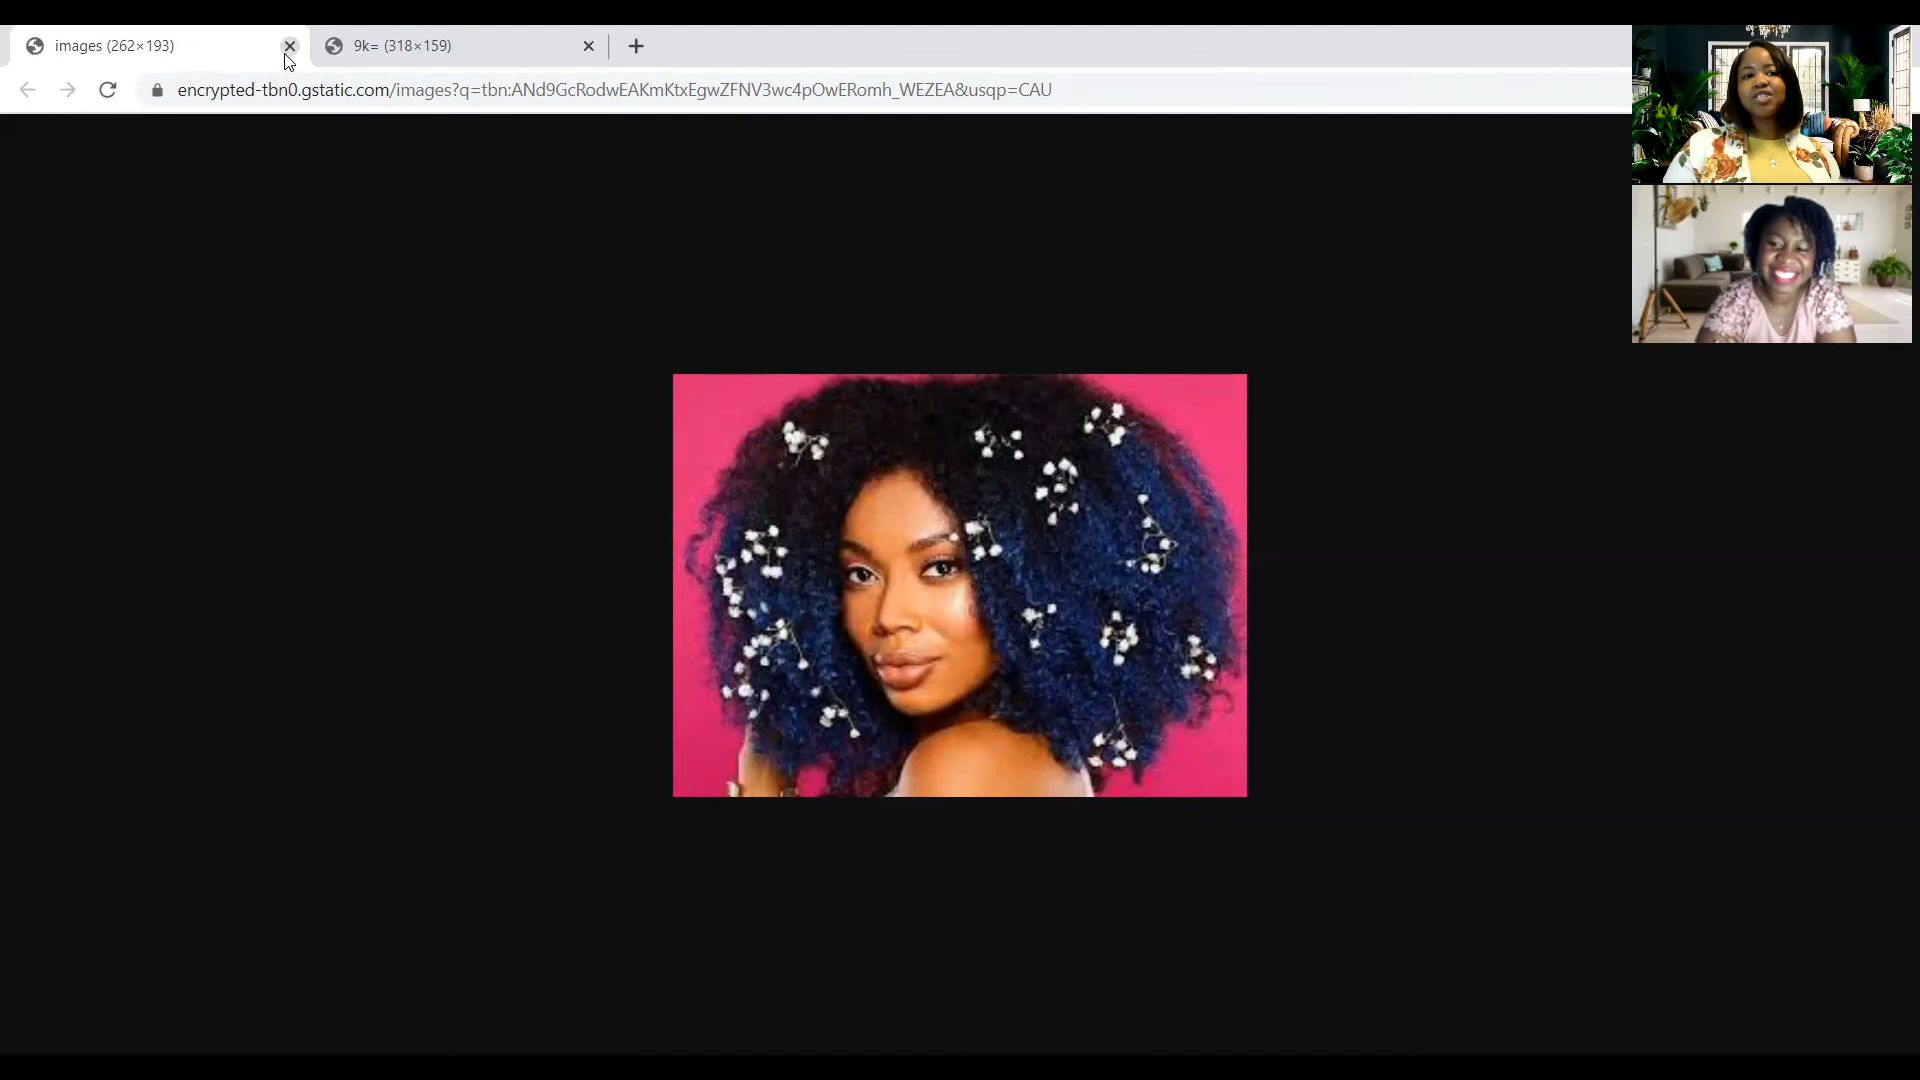 images (262×193)
9k= (318×159)
encrypted-tbn0.gstatic.com/images?q=tbn:ANd9GcRodwEAKmKtxEgwZFNV3wc4pOwERomh_WEZEA&usqp=CAU